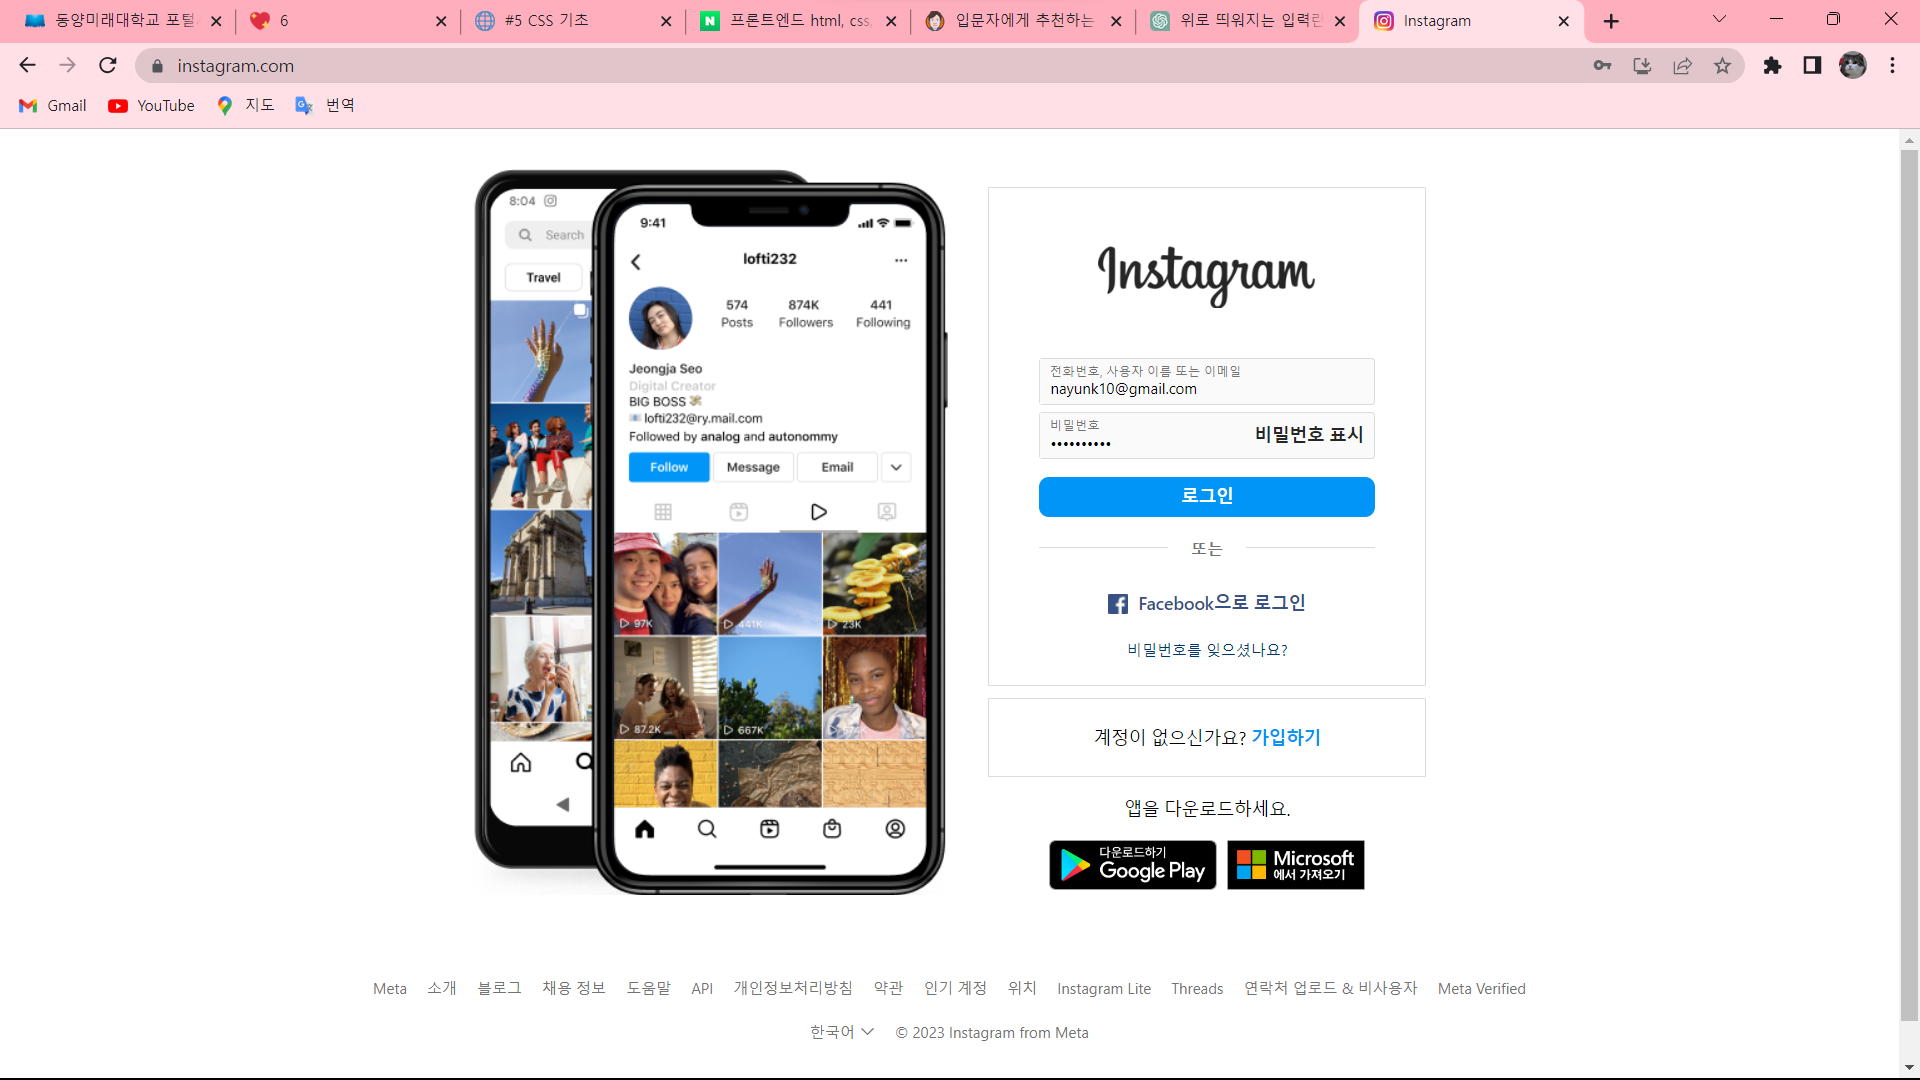 동양미래대학교 포털
6
#5 CSS 기초
프론트엔드 html, css,
입문자에게 추천하는
위로 띄워지는 입력란
Instagram
instagram.com
Gmail
YouTube
지도
번역
8:04
Search
Travel
9:41
lofti232
574 874K 441
Posts Followers Following
Jeongja Seo
Digital Creator
BIG BOSS
lofti232@ry.mail.com
Followed by analog and autonommy
Follow Message Email
97K 441K 23K
87.2K 667K
Instagram
전화번호, 사용자 이름 또는 이메일
nayunk10@gmail.com
비밀번호
비밀번호 표시
로그인
또는
Facebook으로 로그인
비밀번호를 잊으셨나요?
계정이 없으신가요? 가입하기
앱을 다운로드하세요.
다운로드하기
Google Play
Microsoft
에서 가져오기
Meta 소개 블로그 채용 정보 도움말 API 개인정보처리방침 약관 인기 계정 위치 Instagram Lite Threads 연락처 업로드 & 비사용자 Meta Verified
한국어 © 2023 Instagram from Meta